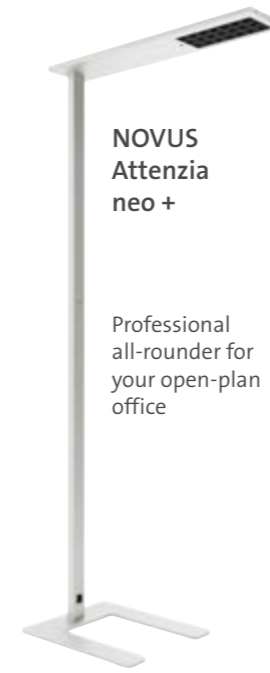 NOVUS
Attenzia
neo +
Professional
all-rounder for
your open-plan
office